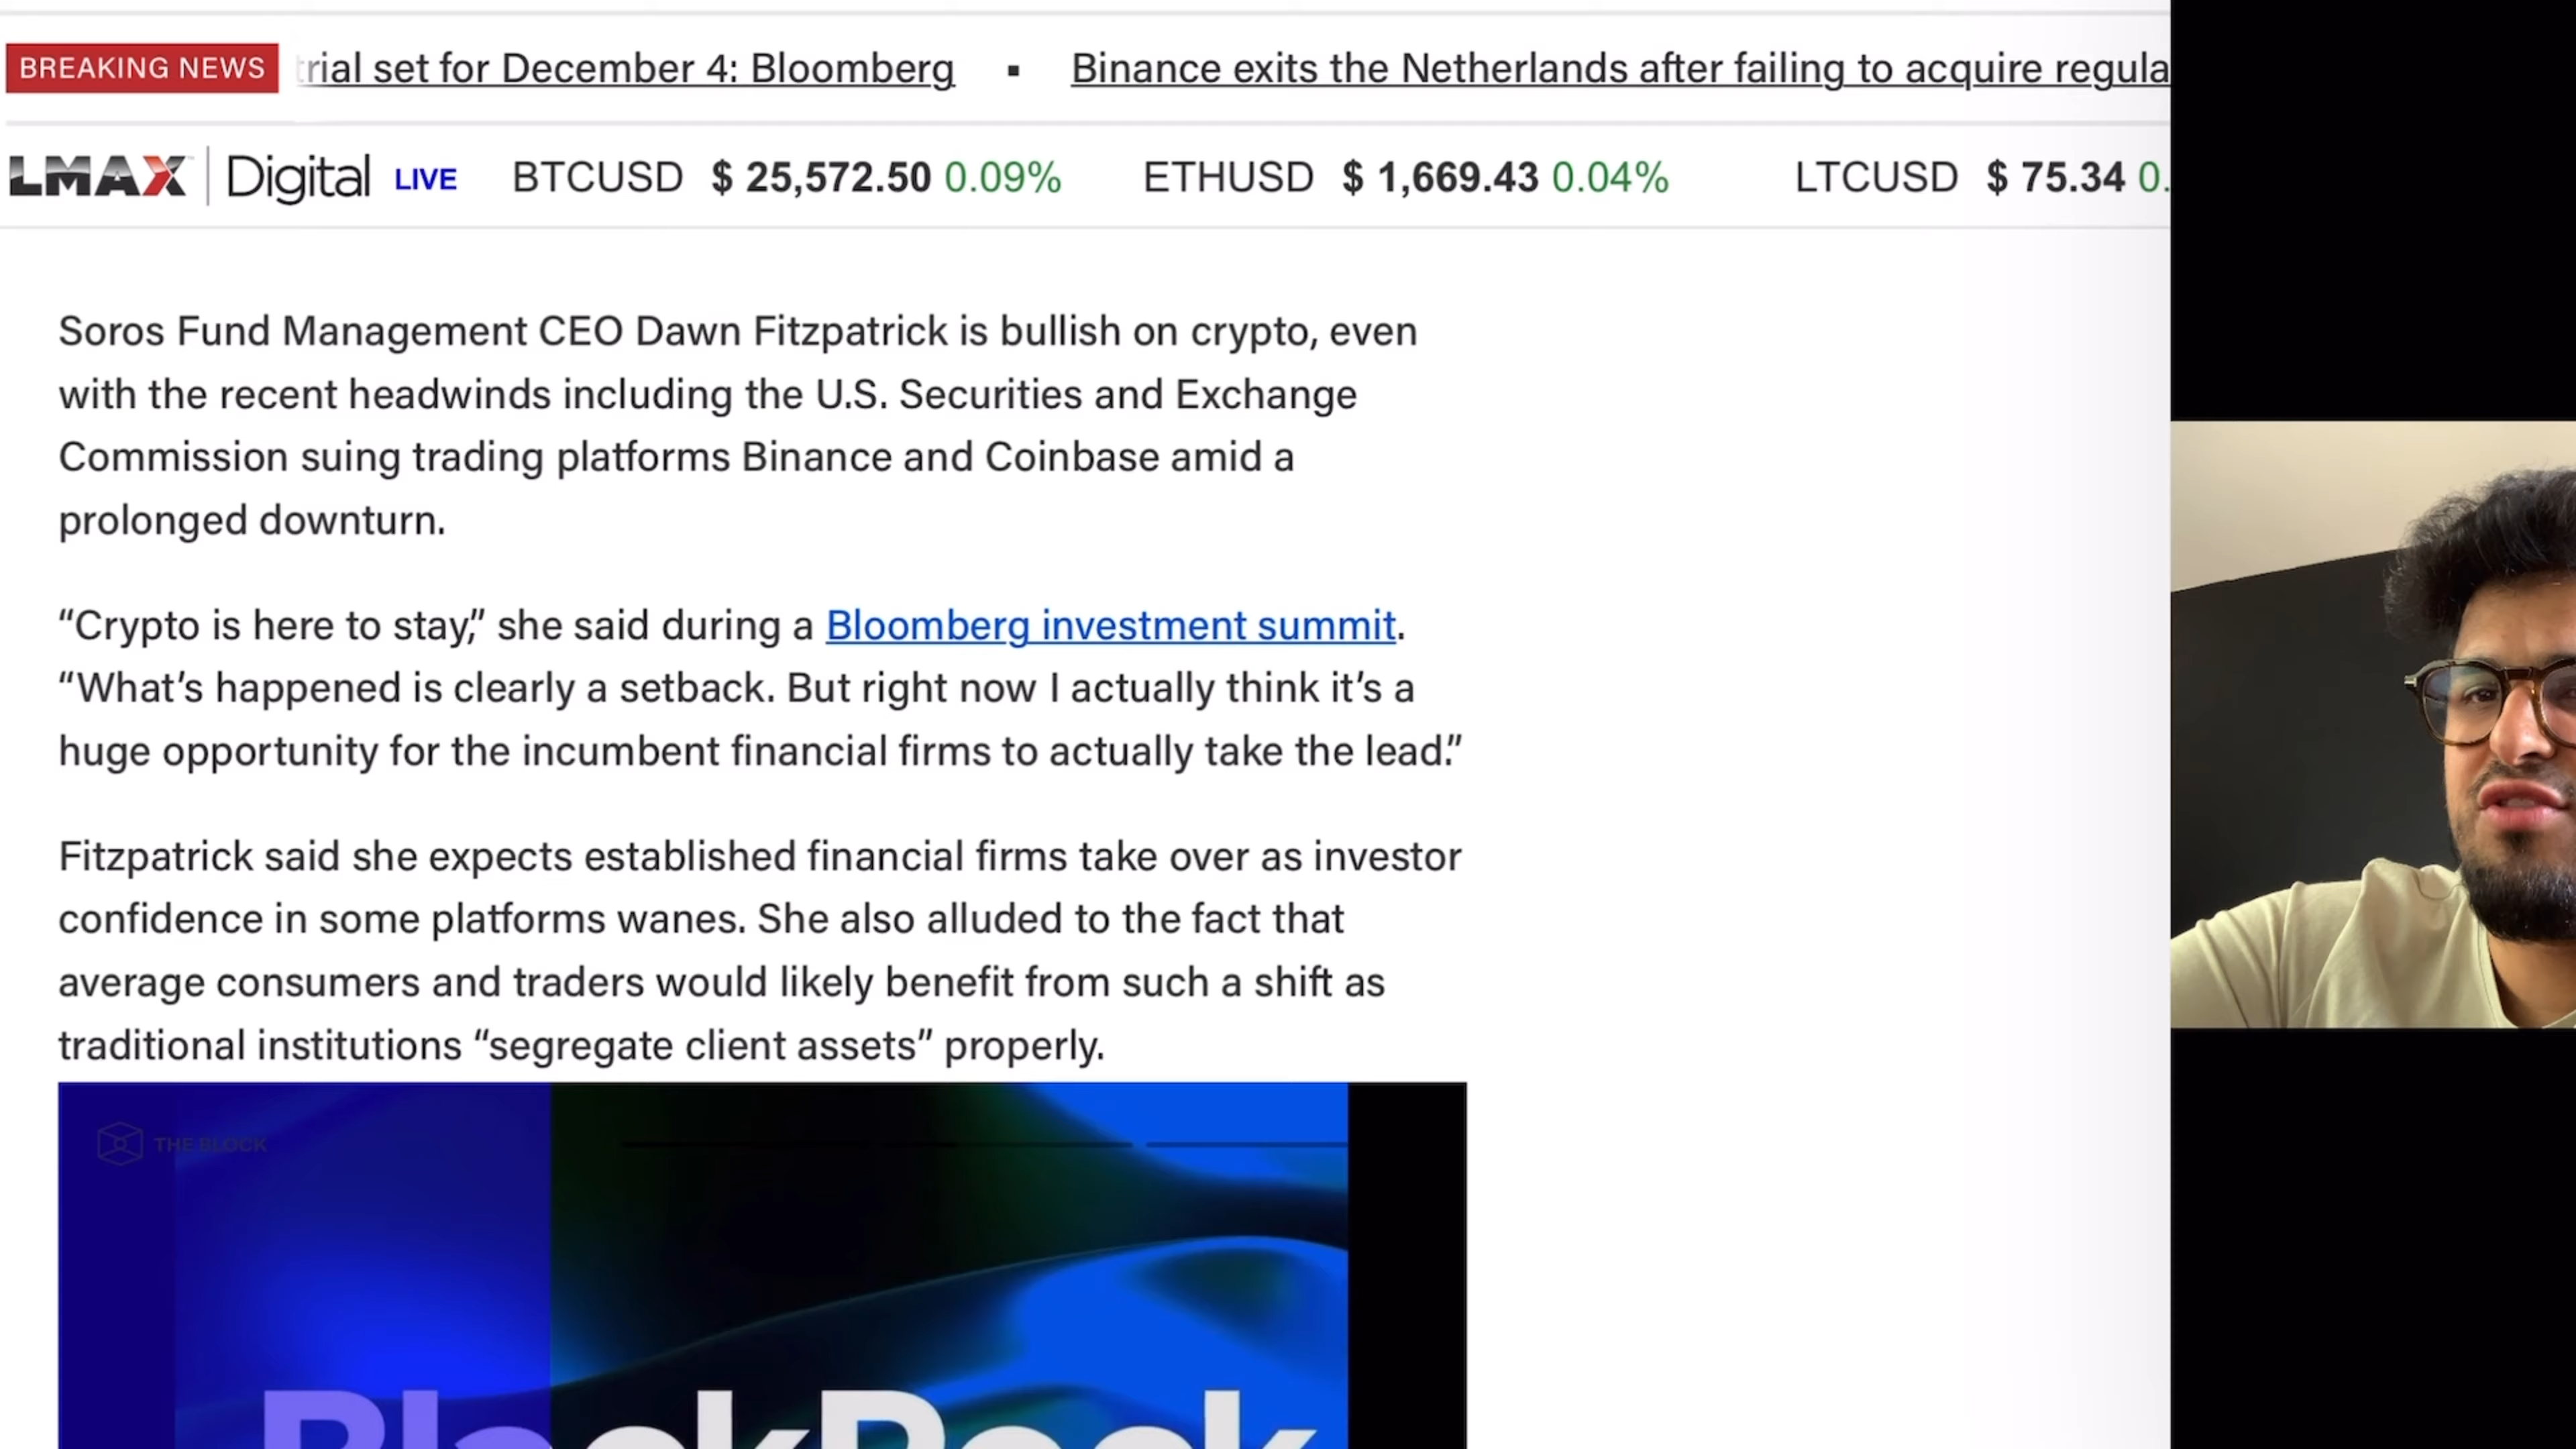 BREAKING NEWS trial set for December 4: Bloomberg ▪ Binance exits the Netherlands after failing to acquire regula
LMAX Digital LIVE BTCUSD $ 25,572.50 0.09% ETHUSD $ 1,669.43 0.04% LTCUSD $ 75.34 0.
Soros Fund Management CEO Dawn Fitzpatrick is bullish on crypto, even
with the recent headwinds including the U.S. Securities and Exchange
Commission suing trading platforms Binance and Coinbase amid a
prolonged downturn.
“Crypto is here to stay,” she said during a Bloomberg investment summit.
“What’s happened is clearly a setback. But right now I actually think it’s a
huge opportunity for the incumbent financial firms to actually take the lead.”
Fitzpatrick said she expects established financial firms take over as investor
confidence in some platforms wanes. She also alluded to the fact that
average consumers and traders would likely benefit from such a shift as
traditional institutions “segregate client assets” properly.
THE BLOCK
BlackRock